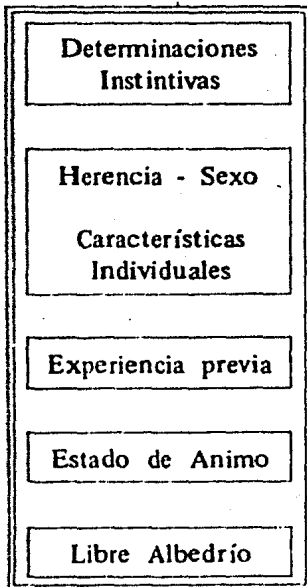 Determinaciones
Instintivas
Herencia - Sexo
Características
Individuales
Experiencia previa
Estado de Animo
Libre Albedrío